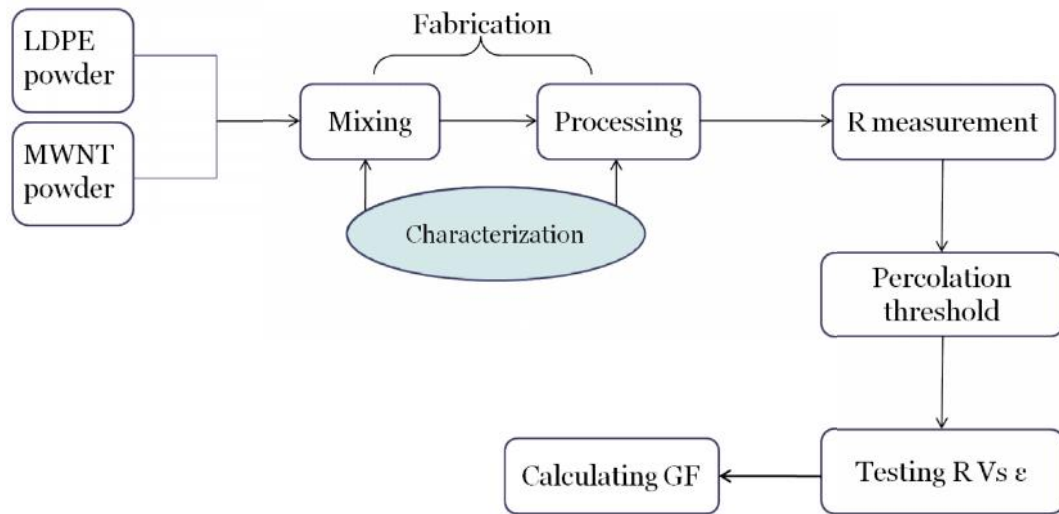 LDPE
powder
MWNT
powder
Fabrication
Mixing
Processing
R measurement
Characterization
Percolation
threshold
Testing R Vs ε
Calculating GF